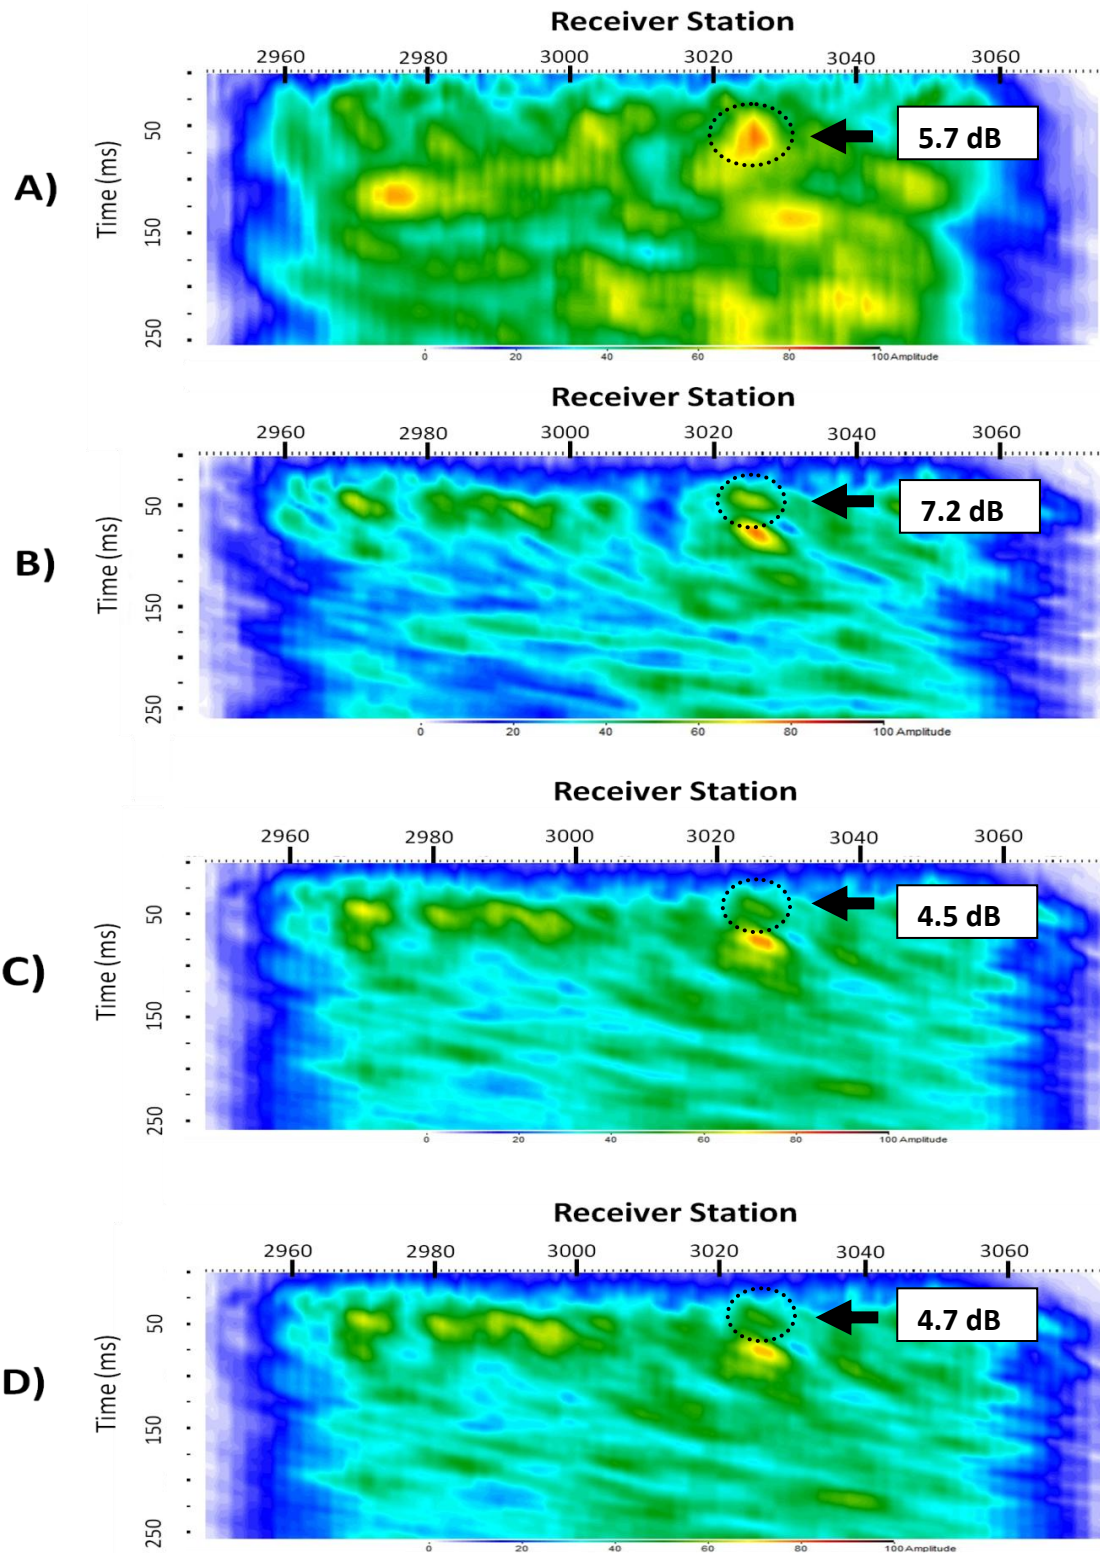 Receiver Station
2960 2980 3000 3020 3040 3060
A)
Time (ms)
50
150
250
5.7 dB
0 20 40 60 80 100 Amplitude
Receiver Station
2960 2980 3000 3020 3040 3060
B)
Time (ms)
50
150
250
7.2 dB
0 20 40 60 80 100 Amplitude
Receiver Station
2960 2980 3000 3020 3040 3060
C)
Time (ms)
50
150
250
4.5 dB
0 20 40 60 80 100 Amplitude
Receiver Station
2960 2980 3000 3020 3040 3060
D)
Time (ms)
50
150
250
4.7 dB
0 20 40 60 80 100 Amplitude